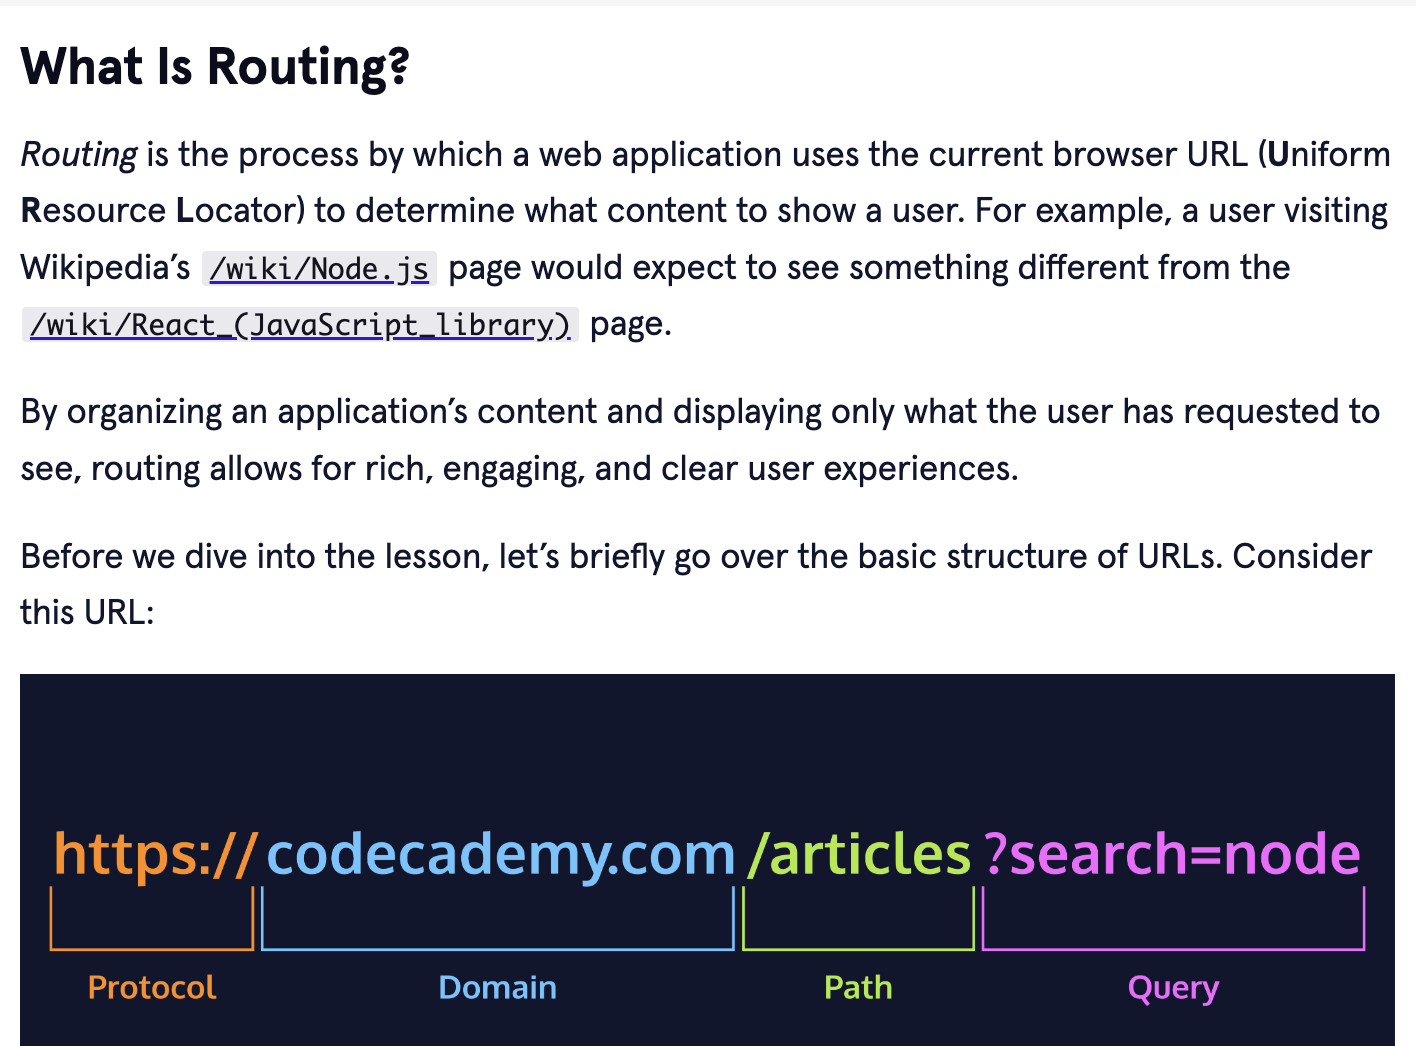 What Is Routing?
Routing is the process by which a web application uses the current browser URL (Uniform
Resource Locator) to determine what content to show a user. For example, a user visiting
Wikipedia’s /wiki/Node.js page would expect to see something different from the
/wiki/React_(JavaScript_library) page.
By organizing an application’s content and displaying only what the user has requested to
see, routing allows for rich, engaging, and clear user experiences.
Before we dive into the lesson, let’s briefly go over the basic structure of URLs. Consider
this URL:
https://codecademy.com/articles?search=node
Protocol Domain Path Query